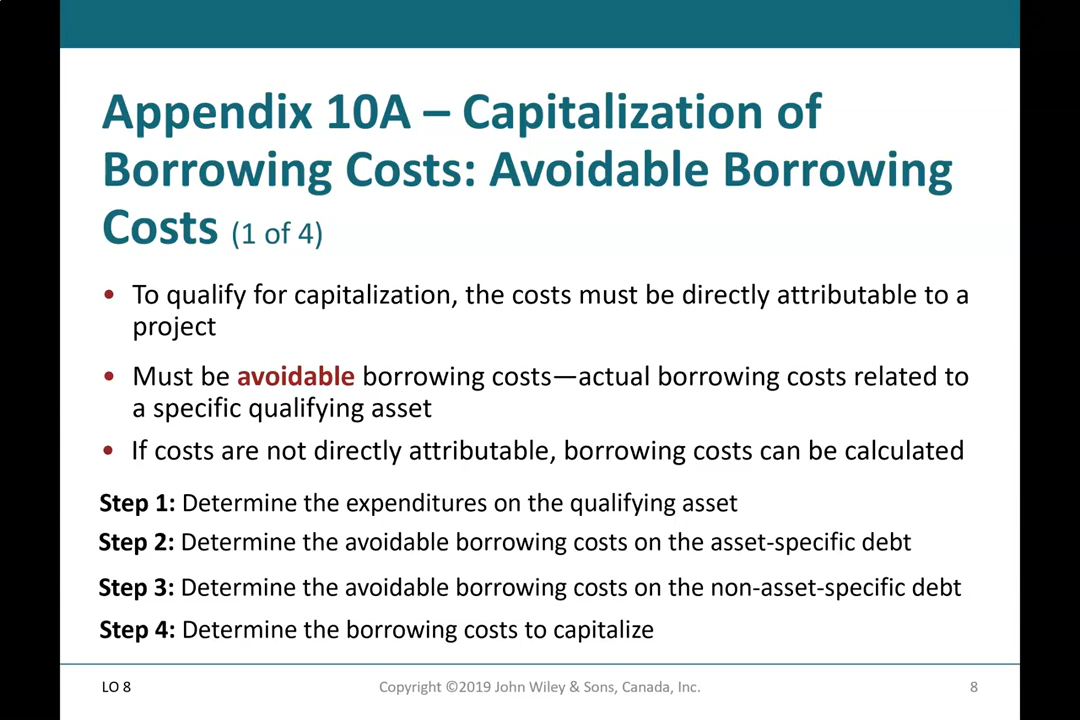 Appendix 10A – Capitalization of
Borrowing Costs: Avoidable Borrowing
Costs (1 of 4)
• To qualify for capitalization, the costs must be directly attributable to a
project
• Must be avoidable borrowing costs—actual borrowing costs related to
a specific qualifying asset
• If costs are not directly attributable, borrowing costs can be calculated
Step 1: Determine the expenditures on the qualifying asset
Step 2: Determine the avoidable borrowing costs on the asset-specific debt
Step 3: Determine the avoidable borrowing costs on the non-asset-specific debt
Step 4: Determine the borrowing costs to capitalize
LO 8 Copyright ©2019 John Wiley & Sons, Canada, Inc. 8